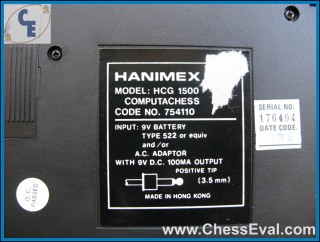 CE
HANIMEX
MODEL: HCG 1500
COMPUTACHESS
CODE NO. 754110
INPUT: 9V BATTERY
TYPE 522 or equiv
and/or
A.C. ADAPTOR
WITH 9V D.C. 100MA OUTPUT
POSITIVE TIP
(3.5 mm)
MADE IN HONG KONG
SERIAL NO:
176494
DATE CODE.
Q.C.
PASSED
www.ChessEval.com